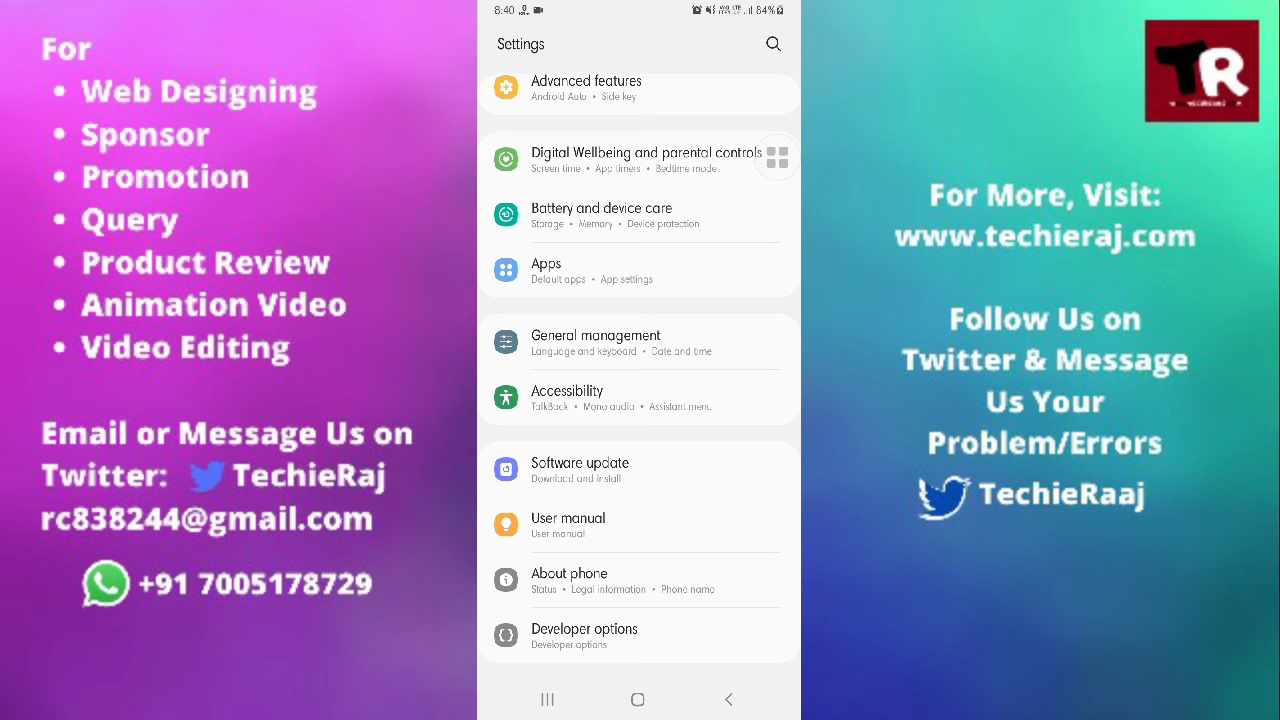 For
• Web Designing
• Sponsor
• Promotion
• Query
• Product Review
• Animation Video
• Video Editing
Email or Message Us on
Twitter: TechieRaj
rc838244@gmail.com
+91 7005178729
8:40
84%
Settings
Advanced features
Android Auto • Side key
Digital Wellbeing and parental controls
Screen time • App timers • Bedtime mode
Battery and device care
Storage • Memory • Device protection
Apps
Default apps • App settings
General management
Language and keyboard • Date and time
Accessibility
TalkBack • Mono audio • Assistant menu
Software update
Download and install
User manual
User manual
About phone
Status • Legal information • Phone name
Developer options
Developer options
TR
For More, Visit:
www.techieraj.com
Follow Us on
Twitter & Message
Us Your
Problem/Errors
TechieRaaj